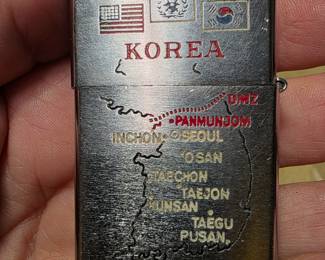 KOREA
DMZ
PANMUNJOM
INCHON SEOUL
OSAN
TAECHON
TAEJON
KUNSAN
TAEGU
PUSAN